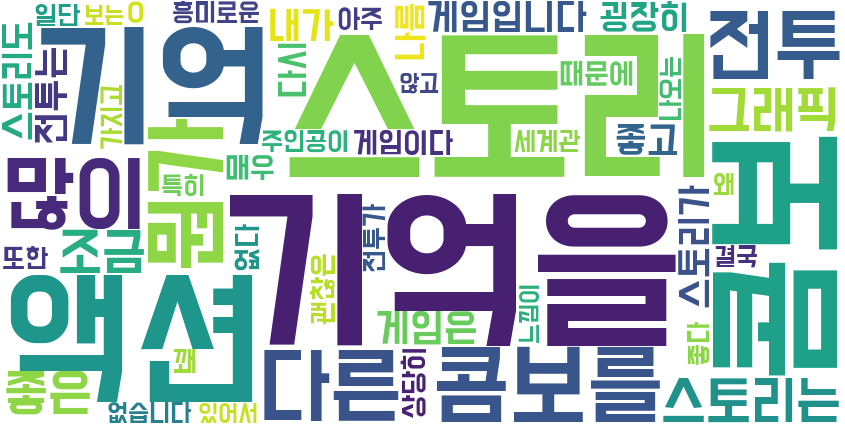 일단 보는 0 흥미로운 내가 아주 나름 게임입니다 굉장히
스토리도
전투는
기억
다시
스토리
않고
때문에
나오는
전투
그래픽
가지고
뭔가
주인공이 게임이다
세계관
좋고
많이
특히
매우
기억을
왜
콤보
또한
조금
없다
괜찮은
전투가
스토리가
결국
액션
게임은
느낌이
좋다
좋은
꽤
다른
상당히
콤보를
스토리는
없습니다 있어서